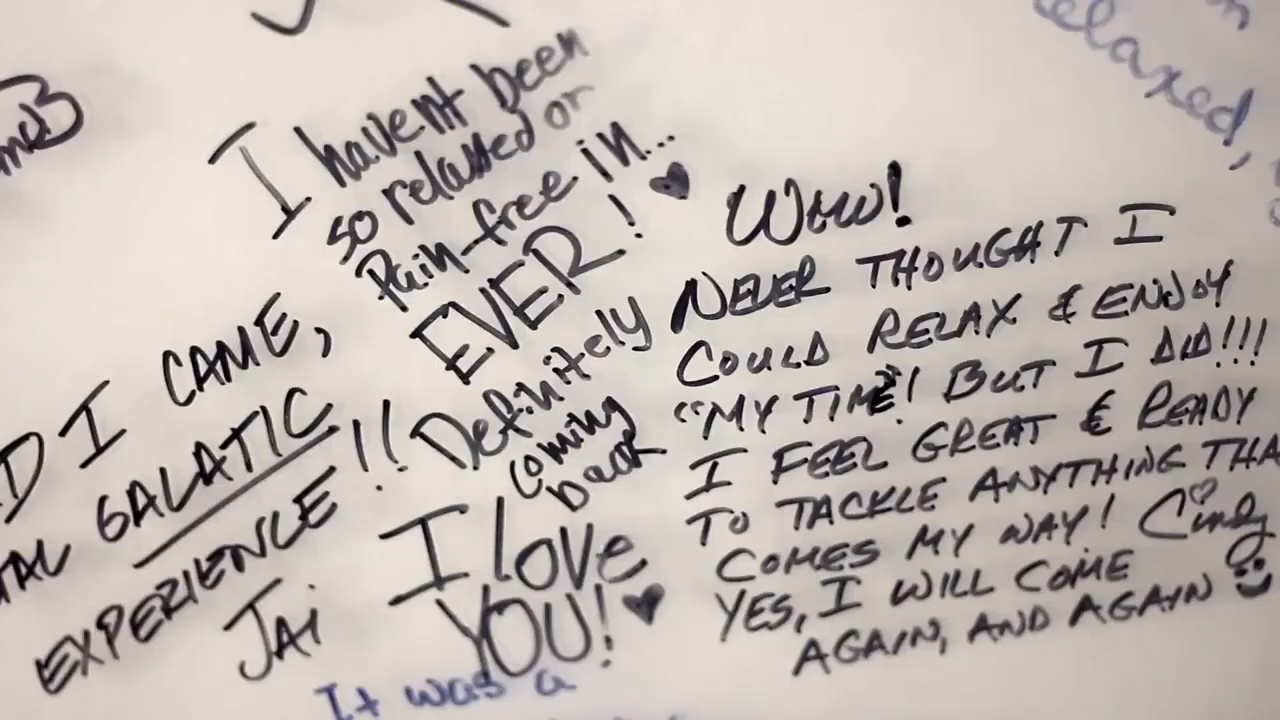 I havent been
so relaxed or
Pain-free in...
EVER! ♥
Definitely
coming
back
I love
YOU! ♥
I CAME,
GALATIC
EXPERIENCE!!
JAi
Wow!
NEVER THOUGHT I
COULD RELAX & ENJOY
"MY TIME! BUT I DID!!!
I FEEL GREAT & READY
TO TACKLE ANYTHING THA
COMES MY WAY! Cindy
YES, I WILL COME
AGAIN, AND AGAIN
relaxed,
It was a